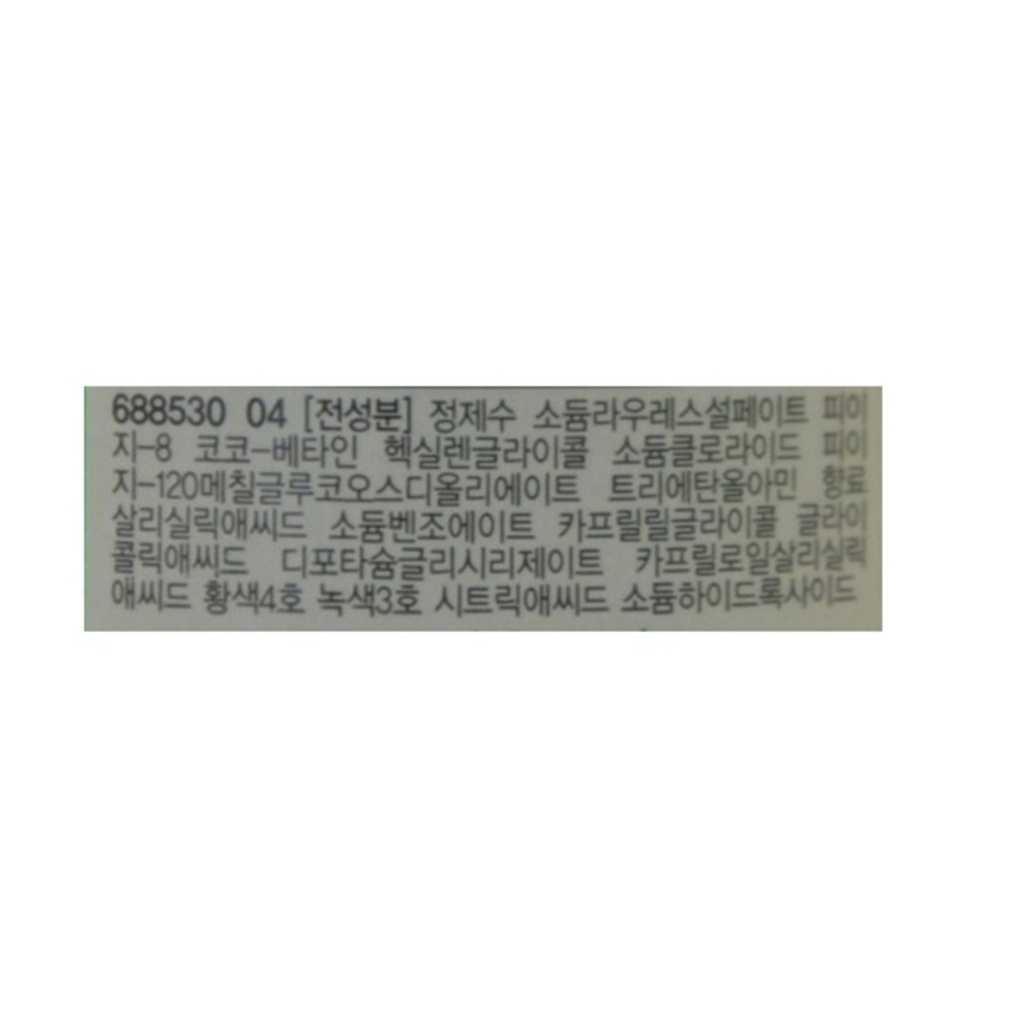 688530 04 [전성분] 정제수 소듐라우레스설페이트 피이
지-8 코코-베타인 헥실렌글라이콜 소듐클로라이드 피이
지-120메칠글루코오스디올리에이트 트리에탄올아민 향료
살리실릭애씨드 소듐벤조에이트 카프릴릴글라이콜 글라이
콜릭애씨드 디포타슘글리시리제이트 카프릴로일살리실릭
애씨드 황색4호 녹색3호 시트릭애씨드 소듐하이드록사이드